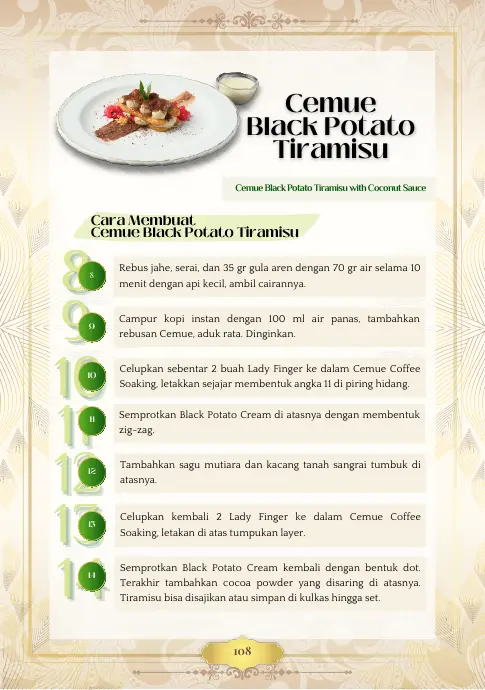 Cemue
Black Potato
Tiramisu
Cemue Black Potato Tiramisu with Coconut Sauce
Cara Membuat
Cemue Black Potato Tiramisu
8
Rebus jahe, serai, dan 35 gr gula aren dengan 70 gr air selama 10
menit dengan api kecil, ambil cairannya.
9
Campur kopi instan dengan 100 ml air panas, tambahkan
rebusan Cemue, aduk rata. Dinginkan.
10
Celupkan sebentar 2 buah Lady Finger ke dalam Cemue Coffee
Soaking, letakkan sejajar membentuk angka 11 di piring hidang.
11
Semprotkan Black Potato Cream di atasnya dengan membentuk
zig-zag.
12
Tambahkan sagu mutiara dan kacang tanah sangrai tumbuk di
atasnya.
13
Celupkan kembali 2 Lady Finger ke dalam Cemue Coffee
Soaking, letakan di atas tumpukan layer.
14
Semprotkan Black Potato Cream kembali dengan bentuk dot.
Terakhir tambahkan cocoa powder yang disaring di atasnya.
Tiramisu bisa disajikan atau simpan di kulkas hingga set.
108